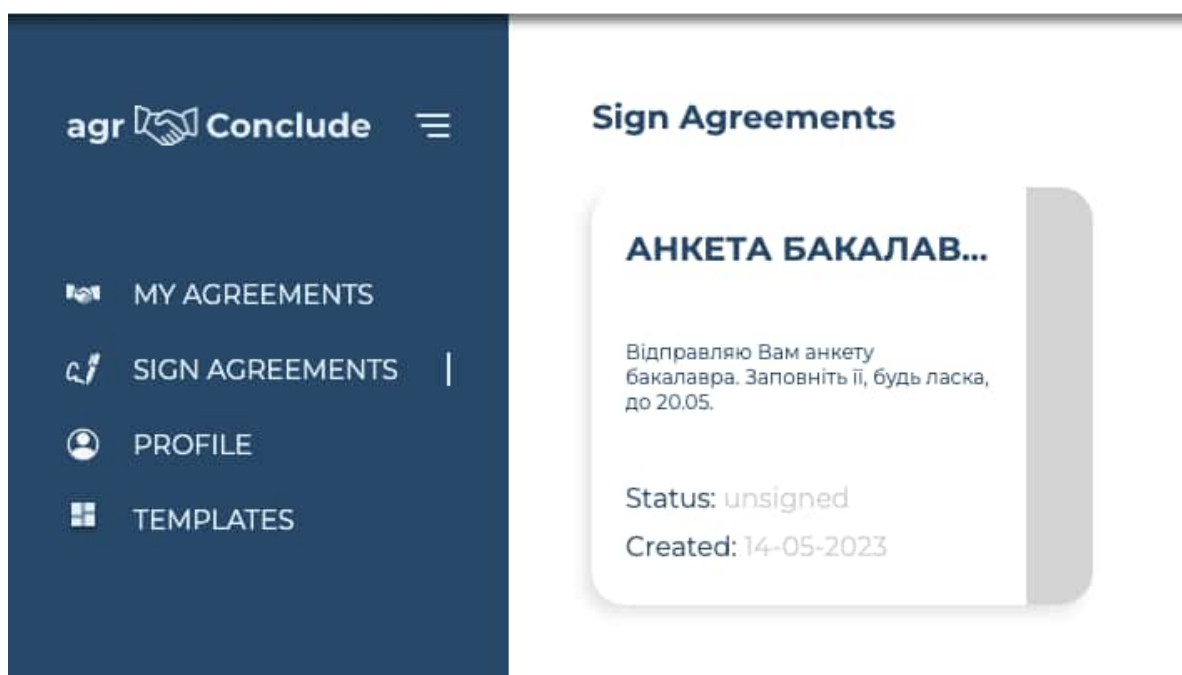 agr Conclude
MY AGREEMENTS
SIGN AGREEMENTS
PROFILE
TEMPLATES
Sign Agreements
АНКЕТА БАКАЛАВ...
Відправляю Вам анкету
бакалавра. Заповніть її, будь ласка,
до 20.05.
Status: unsigned
Created: 14-05-2023